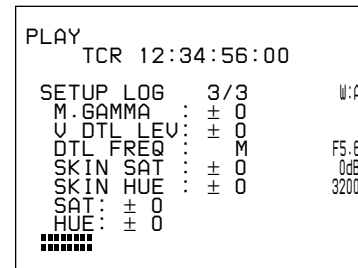 PLAY
TCR 12:34:56:00
SETUP LOG 3/3 W:A
M.GAMMA : ± 0
V DTL LEV: ± 0
DTL FREQ : M F5.6
SKIN SAT : ± 0 0dB
SKIN HUE : ± 0 3200
SAT: ± 0
HUE: ± 0